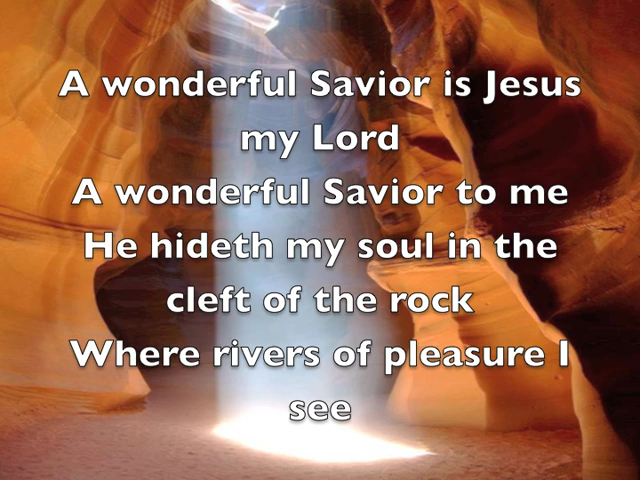 A wonderful Savior is Jesus
my Lord
A wonderful Savior to me
He hideth my soul in the
cleft of the rock
Where rivers of pleasure I
see